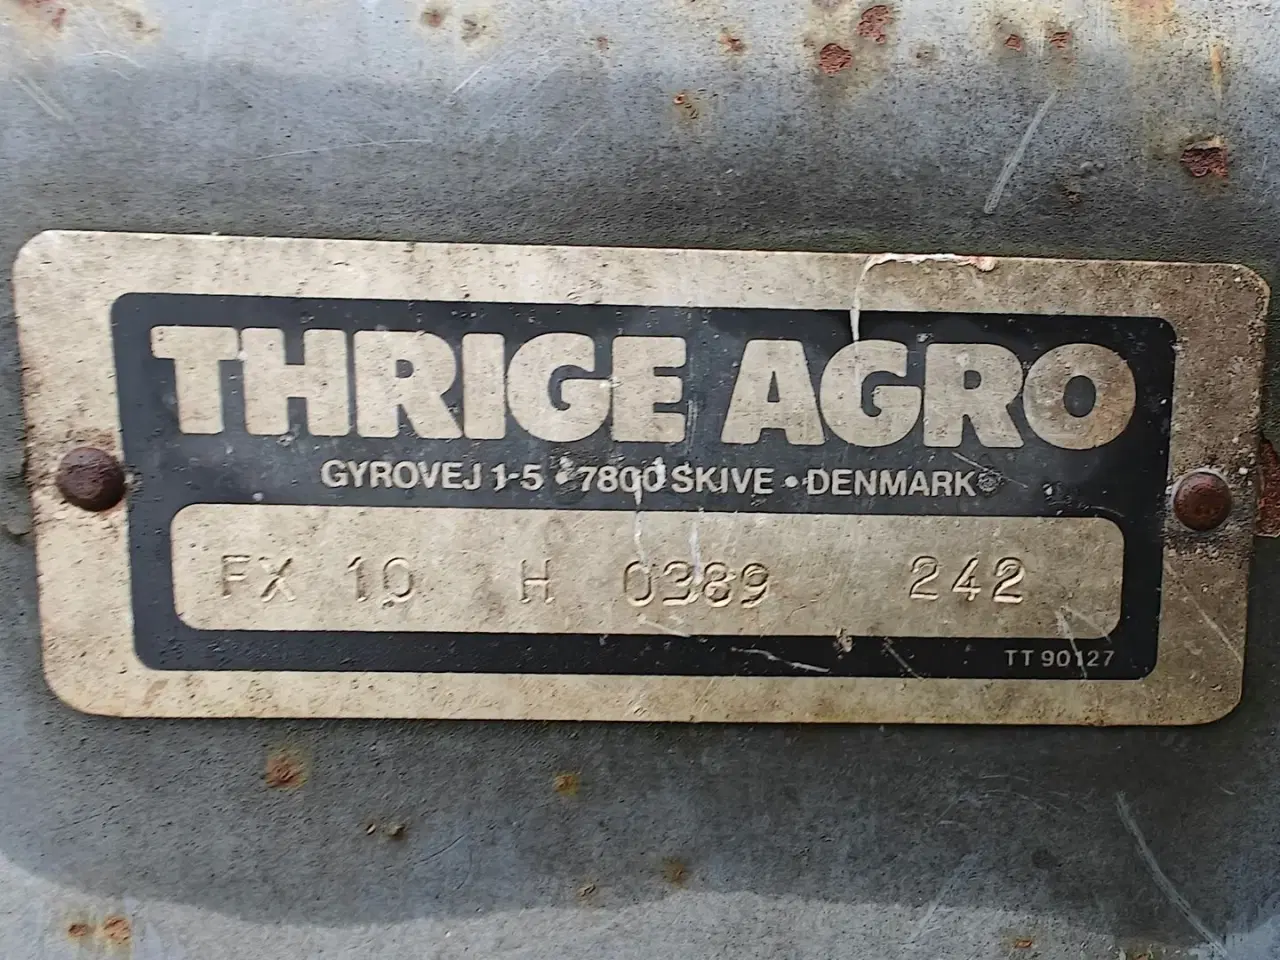 THRIGE AGRO
GYROVEJ 1-5 • 7800 SKIVE • DENMARK
FX 10 H 0389 242
TT 90127